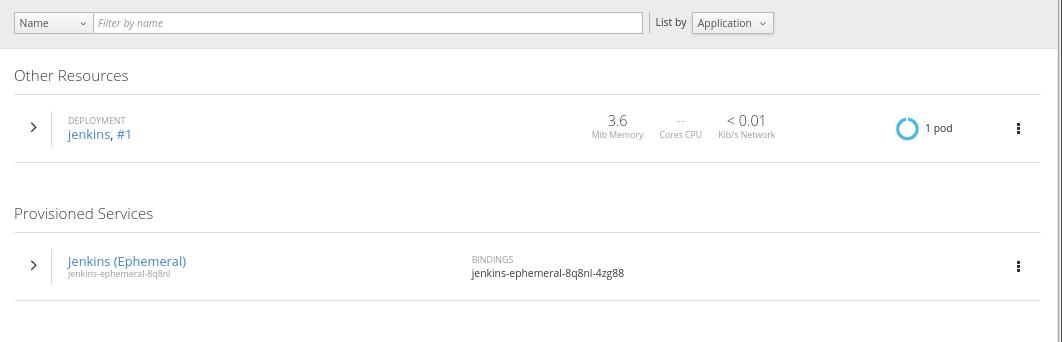 Name Filter by name List by Application
Other Resources
DEPLOYMENT
jenkins, #1
3.6 -- < 0.01
Mib Memory Cores CPU Kib/s Network
1 pod
Provisioned Services
Jenkins (Ephemeral)
jenkins-ephemeral-8q8nl
BINDINGS
jenkins-ephemeral-8q8nl-4zg88